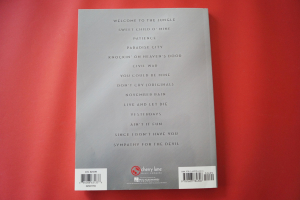 WELCOME TO THE JUNGLE
SWEET CHILD O' MINE
PATIENCE
PARADISE CITY
KNOCKIN' ON HEAVEN'S DOOR
CIVIL WAR
YOU COULD BE MINE
DON'T CRY (ORIGINAL)
NOVEMBER RAIN
LIVE AND LET DIE
YESTERDAYS
AIN'T IT FUN
SINCE I DON'T HAVE YOU
SYMPATHY FOR THE DEVIL
cherry lane